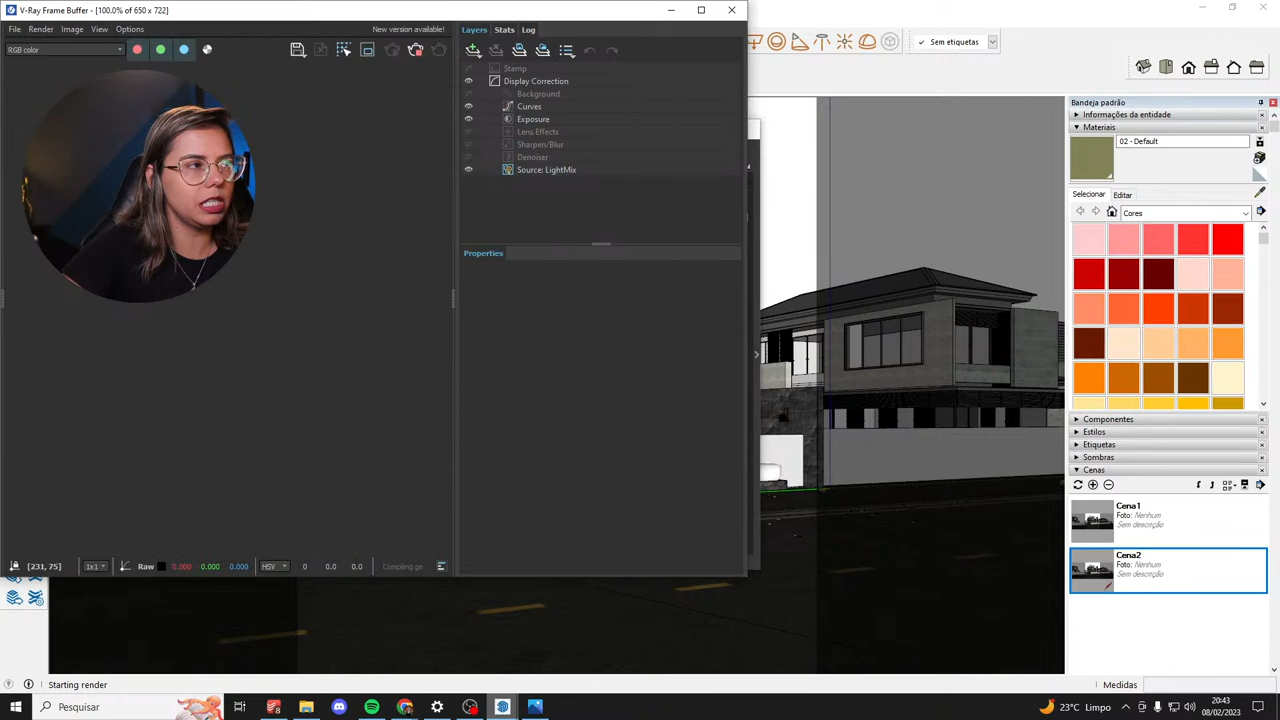 V-Ray Frame Buffer - [100.0% of 650 x 722]
File Render Image View Options New version available!
RGB color
Layers Stats Log
Stamp
Display Correction
Background
Curves
Exposure
Lens Effects
Sharpen/Blur
Denoiser
Source: LightMix
Properties
[231, 75] 1x1 Raw 0.000 0.000 0.000 HSV 0 0.0 0.0 Compiling ge
Sem etiquetas
Bandeja padrão
Informações da entidade
Materiais
02 - Default
Selecionar Editar
Cores
Componentes
Estilos
Etiquetas
Sombras
Cenas
Cena1
Foto: Nenhum
Sem descrição
Cena2
Foto: Nenhum
Sem descrição
Starting render
Medidas
Pesquisar
23°C Limpo
20:43
08/02/2023